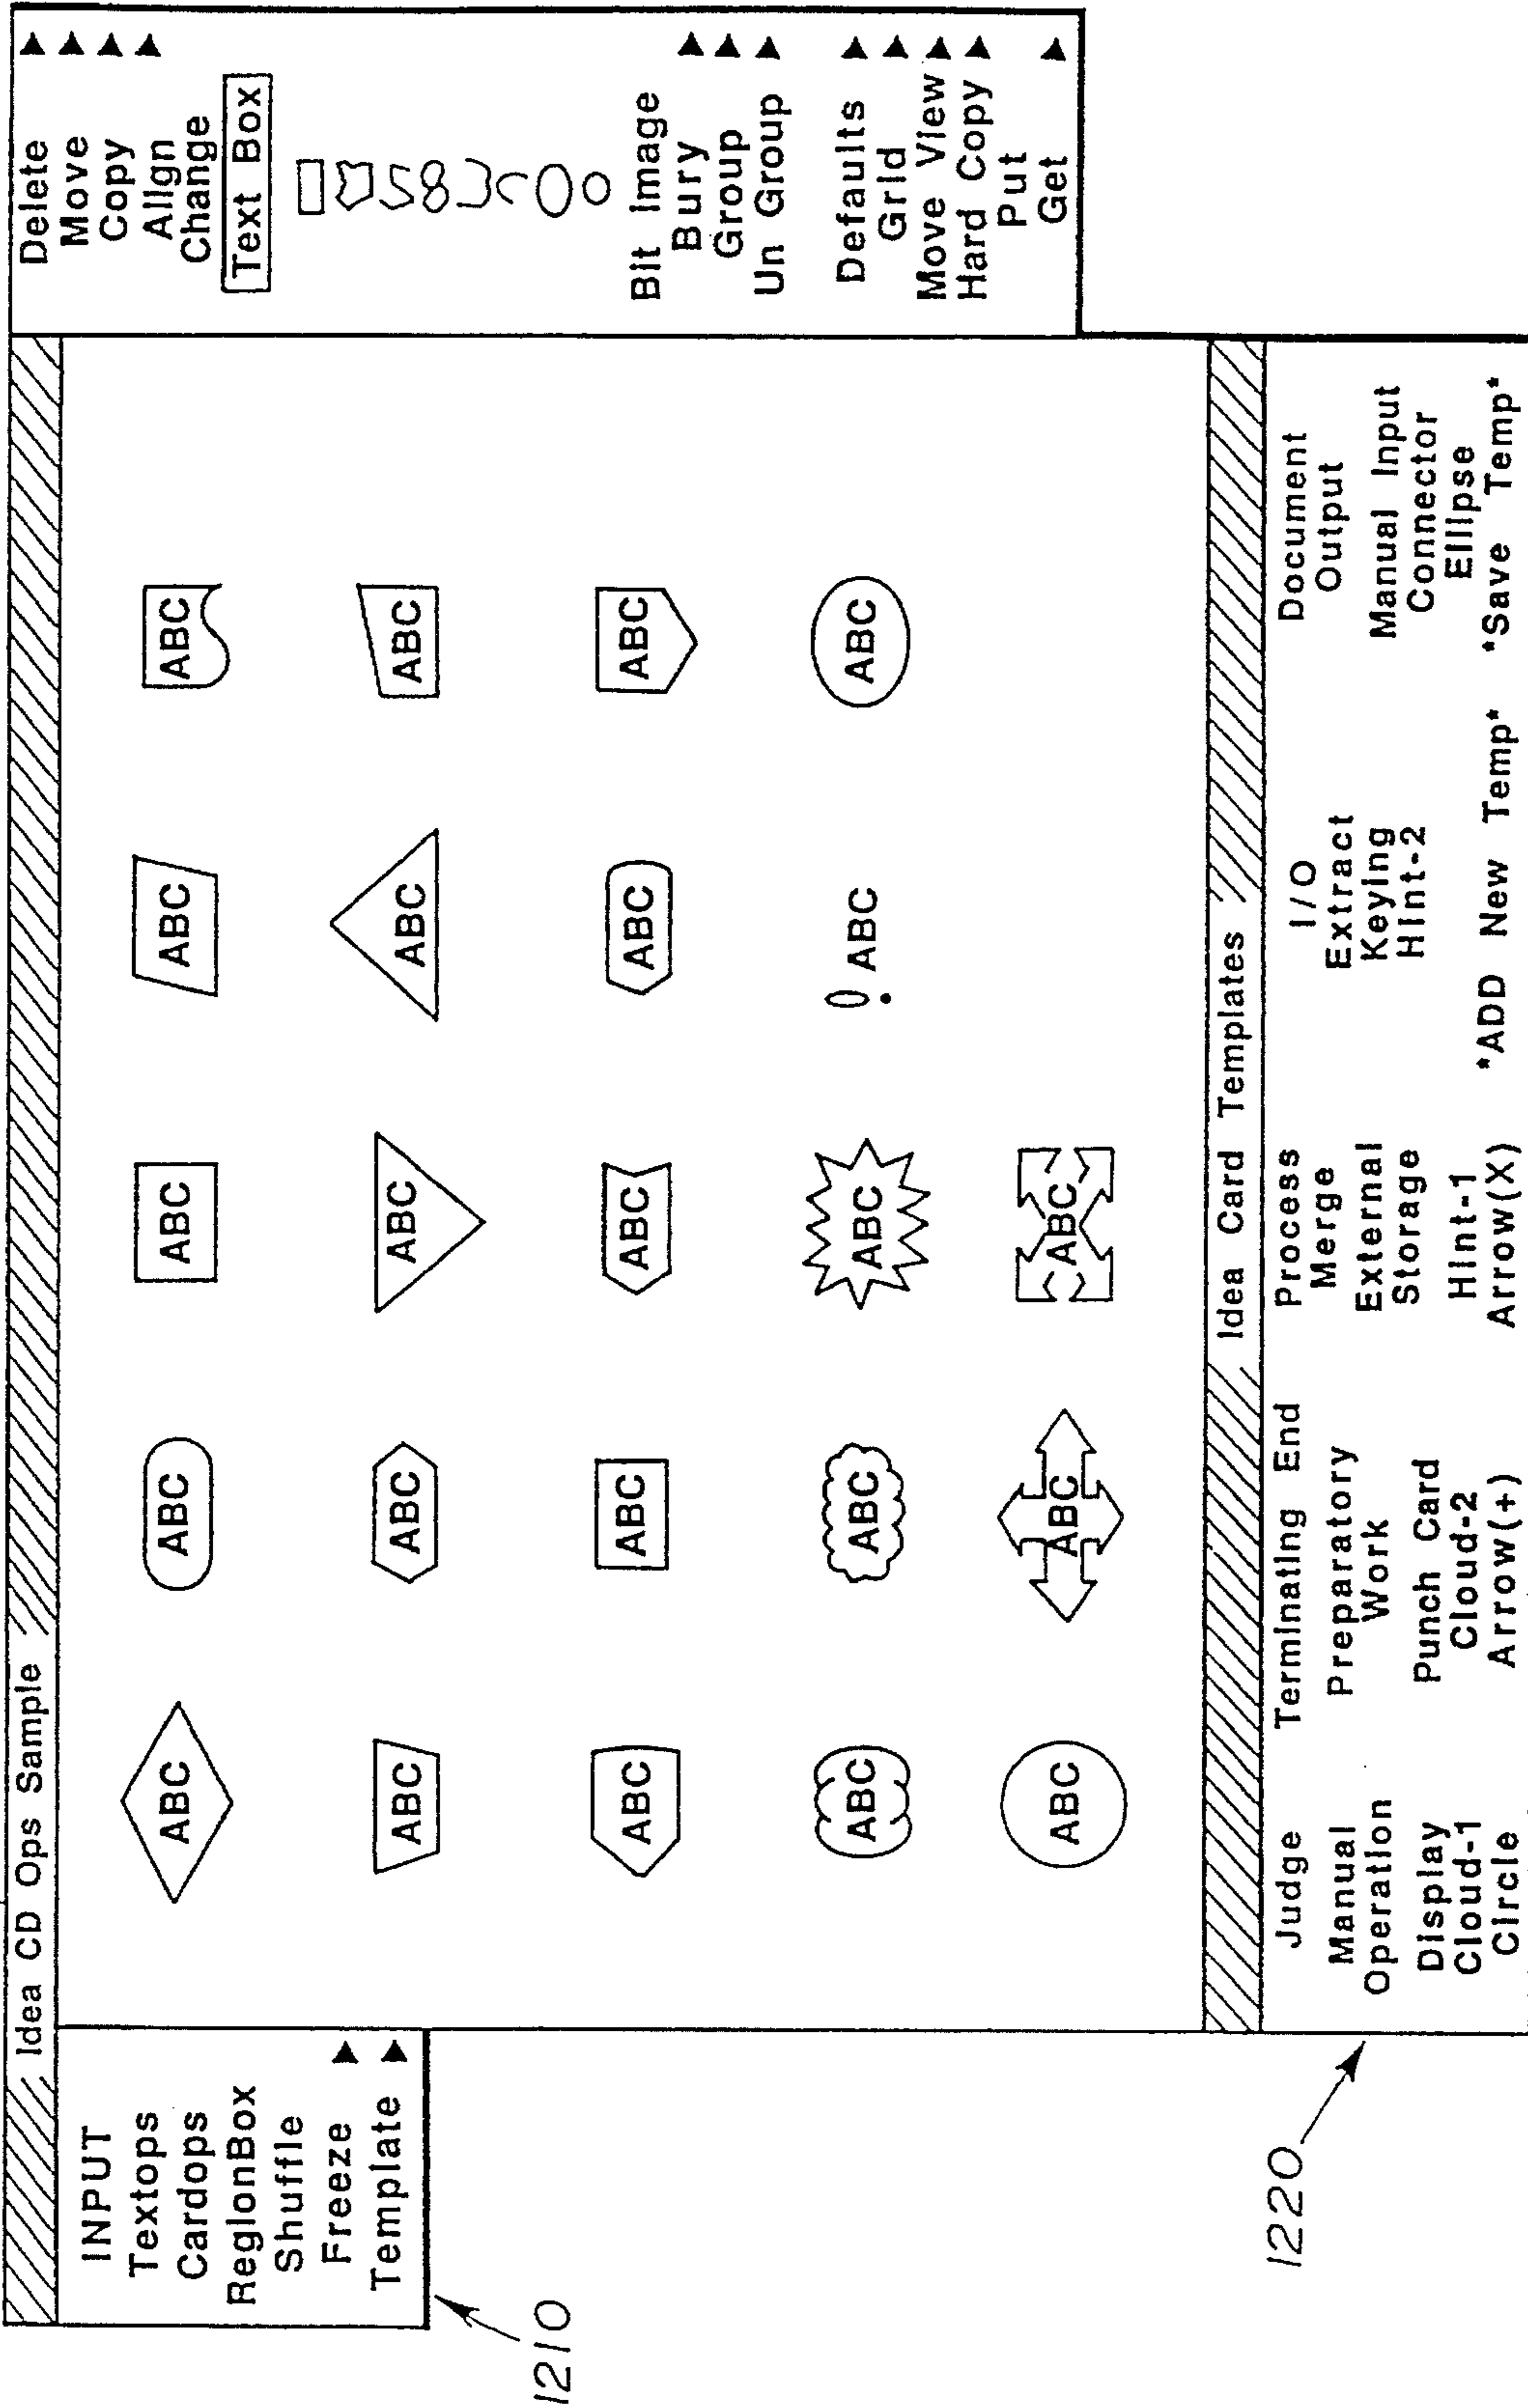 Idea CD Ops Sample
INPUT
Textops
Cardops
RegionBox
Shuffle
Freeze
Template
1210
ABC ABC ABC ABC ABC
ABC ABC ABC ABC ABC
ABC ABC ABC ABC ABC
ABC ABC ABC ABC ABC
ABC ABC ABC
Delete
Move
Copy
Align
Change
Text Box
Bit Image
Bury
Group
Un Group
Defaults
Grid
Move View
Hard Copy
Put
Get
Idea Card Templates
1220
Judge Terminating End Process I/O Document
Manual Preparatory Merge Extract Output
Operation Work External Keying Manual Input
Display Punch Card Storage Hint-2 Connector
Cloud-1 Cloud-2 Hint-1 Ellipse
Circle Arrow(+) Arrow(X) *ADD New Temp* *Save Temp*